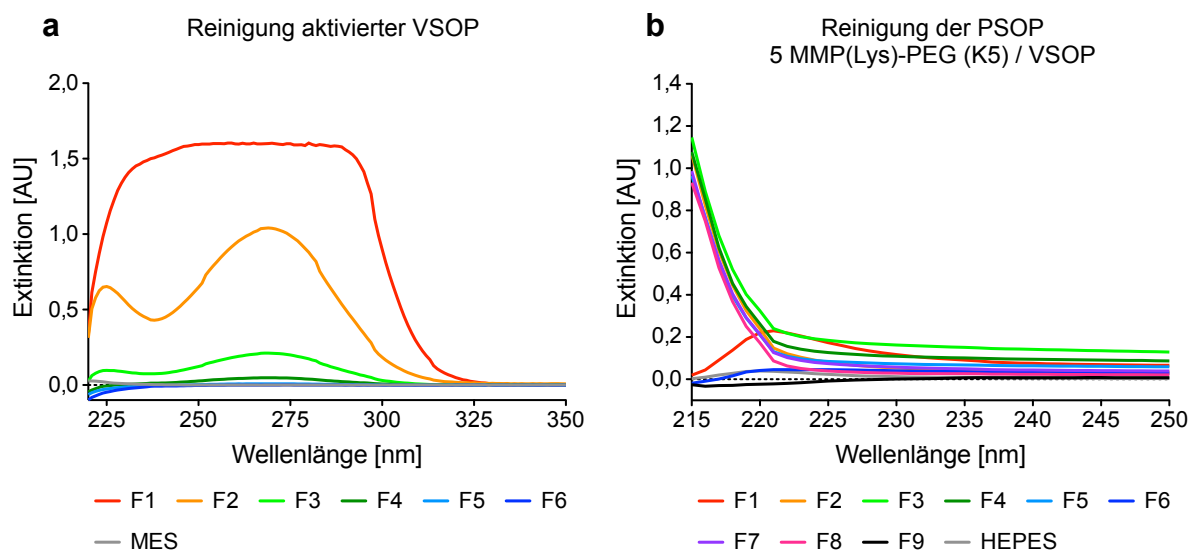 a
Reinigung aktivierter VSOP
2,0
1,5
1,0
0,5
0,0
Extinktion [AU]
225 250 275 300 325 350
Wellenlänge [nm]
F1 F2 F3 F4 F5 F6
MES
b
Reinigung der PSOP
5 MMP(Lys)-PEG (K5) / VSOP
1,4
1,2
1,0
0,8
0,6
0,4
0,2
0,0
Extinktion [AU]
215 220 225 230 235 240 245 250
Wellenlänge [nm]
F1 F2 F3 F4 F5 F6
F7 F8 F9 HEPES